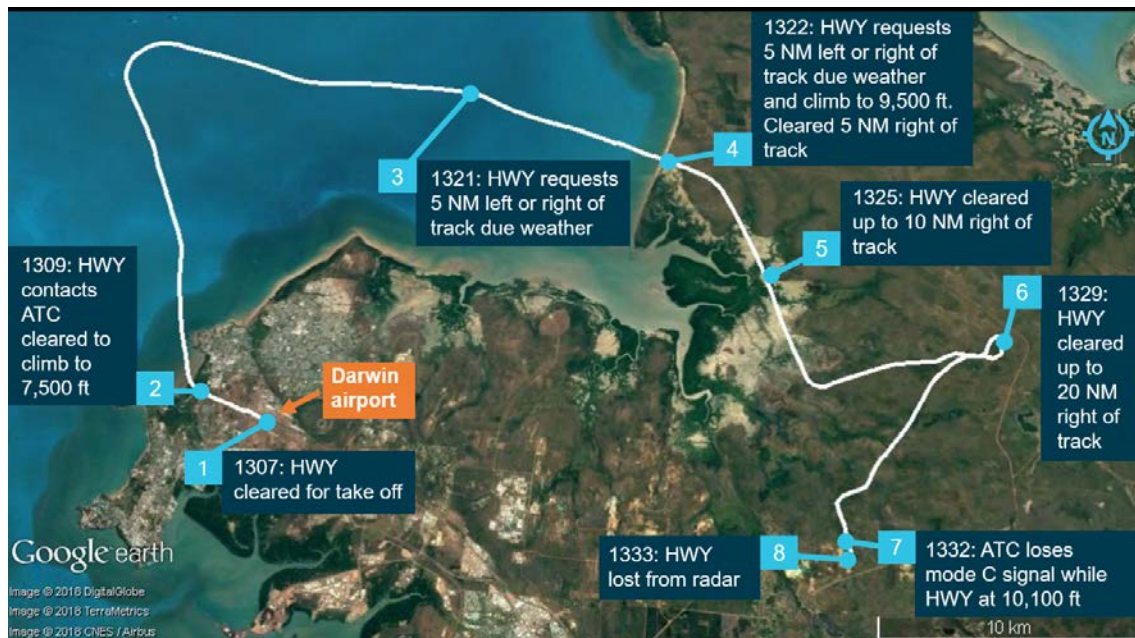 1322: HWY requests
5 NM left or right of
track due weather
and climb to 9,500 ft.
Cleared 5 NM right of
track
N
3
4
1321: HWY requests
5 NM left or right of
track due weather
1325: HWY cleared
up to 10 NM right of
track
5
1309: HWY
contacts
ATC
cleared to
climb to
7,500 ft
6
1329:
HWY
cleared
up to
20 NM
right of
track
2
Darwin
airport
1
1307: HWY
cleared for take off
Google earth
Image © 2018 DigitalGlobe
Image © 2018 TerraMetrics
Image © 2018 CNES / Airbus
1333: HWY
lost from radar
8
7
1332: ATC loses
mode C signal while
HWY at 10,100 ft
10 km